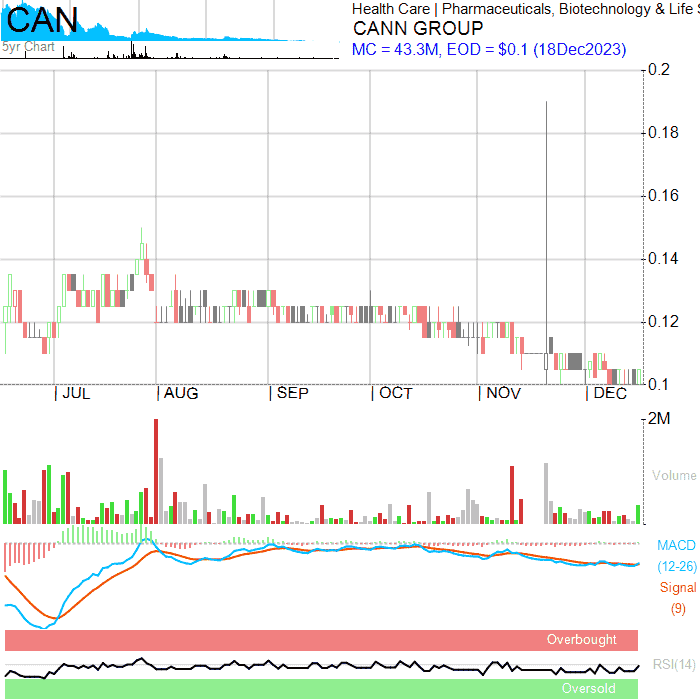 CAN
5yr Chart
Health Care | Pharmaceuticals, Biotechnology & Life S
CANN GROUP
MC = 43.3M, EOD = $0.1 (18Dec2023)
0.2
0.18
0.16
0.14
0.12
0.1
JUL AUG SEP OCT NOV DEC
2M
Volume
MACD
(12-26)
Signal
(9)
Overbought
RSI(14)
Oversold